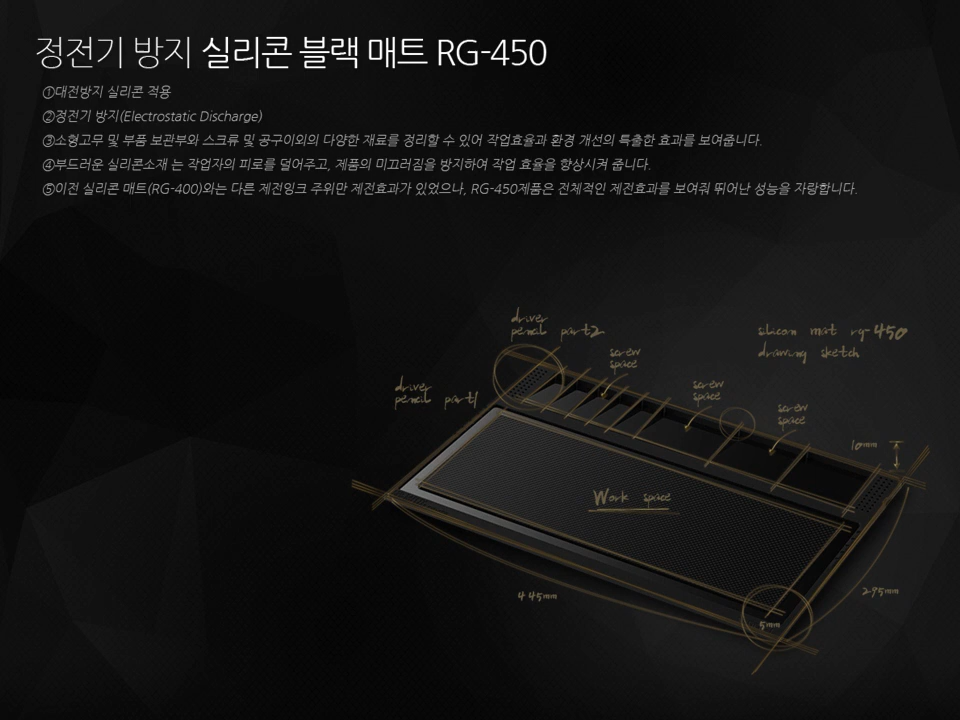 정전기 방지 실리콘 블랙 매트 RG-450
①대전방지 실리콘 적용
②정전기 방지(Electrostatic Discharge)
③소형고무 및 부품 보관부와 스크류 및 공구이외의 다양한 재료를 정리할 수 있어 작업효율과 환경 개선의 특출한 효과를 보여줍니다.
④부드러운 실리콘소재 는 작업자의 피로를 덜어주고, 제품의 미끄러짐을 방지하여 작업 효율을 향상시켜 줍니다.
⑤이전 실리콘 매트(RG-400)와는 다른 제전잉크 주위만 제전효과가 있었으나, RG-450제품은 전체적인 제전효과를 보여줘 뛰어난 성능을 자랑합니다.
driver
pencil part2
silicon mat rg-450
drawing sketch
screw
space
driver
pencil part1
screw
space
screw
space
10mm
Work space
445mm
295mm
5mm